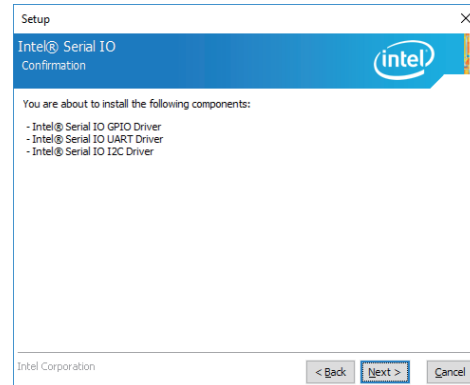 Setup
Intel® Serial IO
Confirmation
intel
You are about to install the following components:
- Intel® Serial IO GPIO Driver
- Intel® Serial IO UART Driver
- Intel® Serial IO I2C Driver
Intel Corporation
< Back
Next >
Cancel